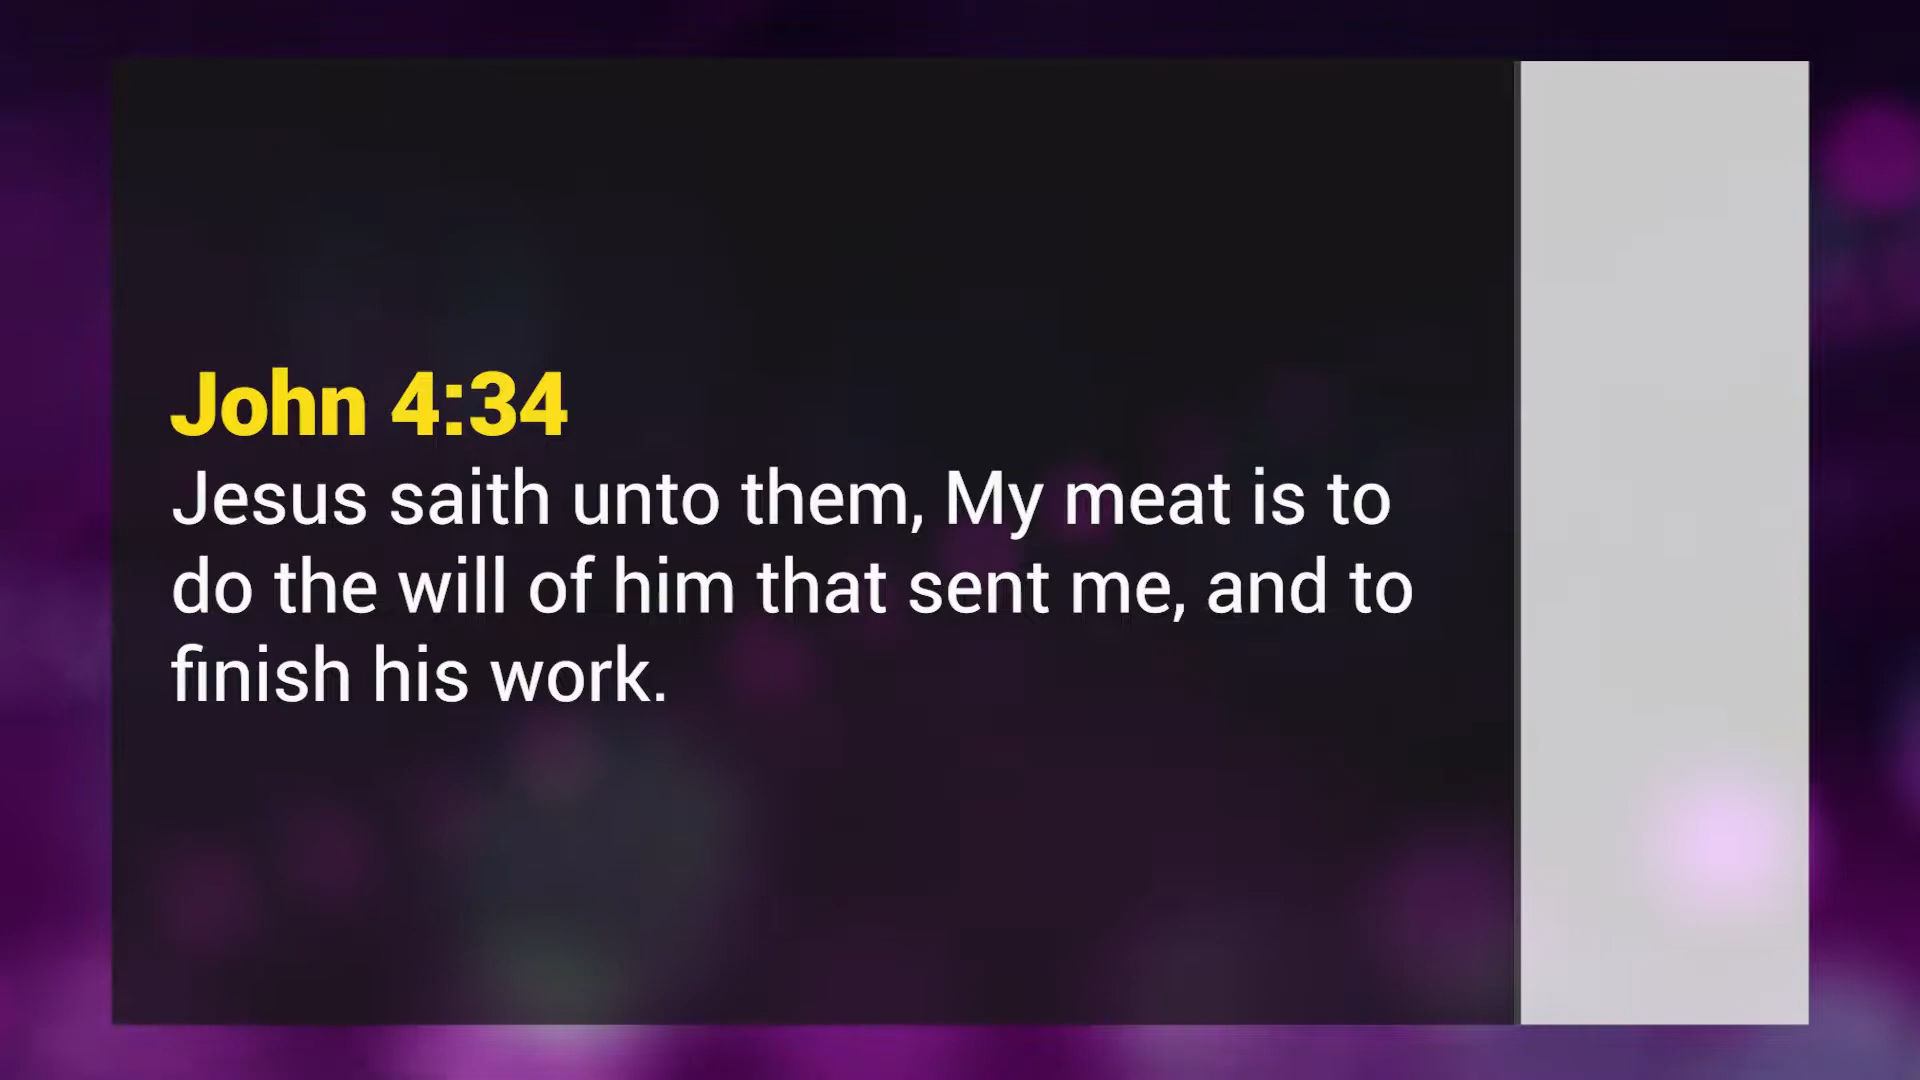 John 4:34
Jesus saith unto them, My meat is to
do the will of him that sent me, and to
finish his work.